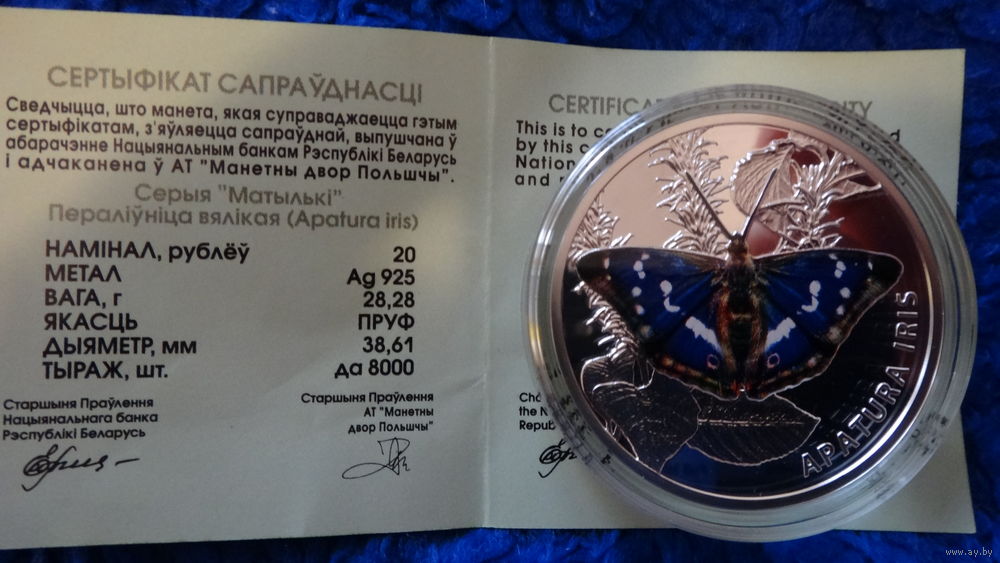 СЕРТЫФІКАТ САПРАЎДНАСЦІ
Сведчыцца, што манета, якая суправаджаецца гэтым
сертыфікатам, з'яўляецца сапраўднай, выпушчана ў
абарачэнне Нацыянальным банкам Рэспублікі Беларусь
і адчаканена ў АТ "Манетны двор Польшчы".
Серыя "Матылькі"
Пераліўніца вялікая (Apatura iris)
НАМІНАЛ, рублёў 20
МЕТАЛ Ag 925
ВАГА, г 28,28
ЯКАСЦЬ ПРУФ
ДЫЯМЕТР, мм 38,61
ТЫРАЖ, шт. да 8000
Старшыня Праўлення
Нацыянальнага банка
Рэспублікі Беларусь
Старшыня Праўлення
АТ "Манетны
двор Польшчы"
This is to
by this
Nation
and
the N
Repub
APATURA IRIS
www.ay.by